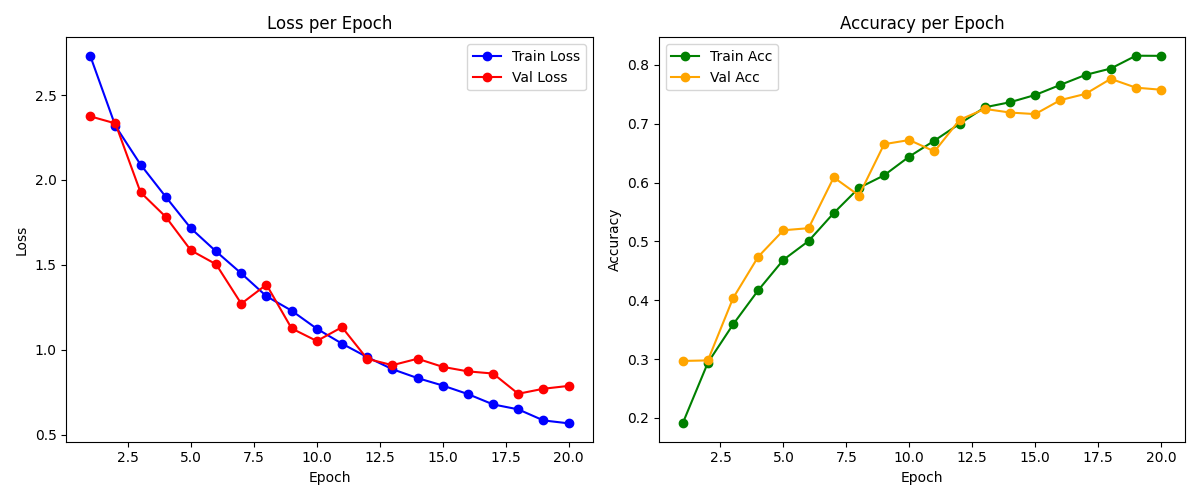 Loss per Epoch
Train Loss
Val Loss
2.5
2.0
1.5
1.0
0.5
Loss
2.5 5.0 7.5 10.0 12.5 15.0 17.5 20.0
Epoch
Accuracy per Epoch
Train Acc
Val Acc
0.8
0.7
0.6
0.5
0.4
0.3
0.2
Accuracy
2.5 5.0 7.5 10.0 12.5 15.0 17.5 20.0
Epoch